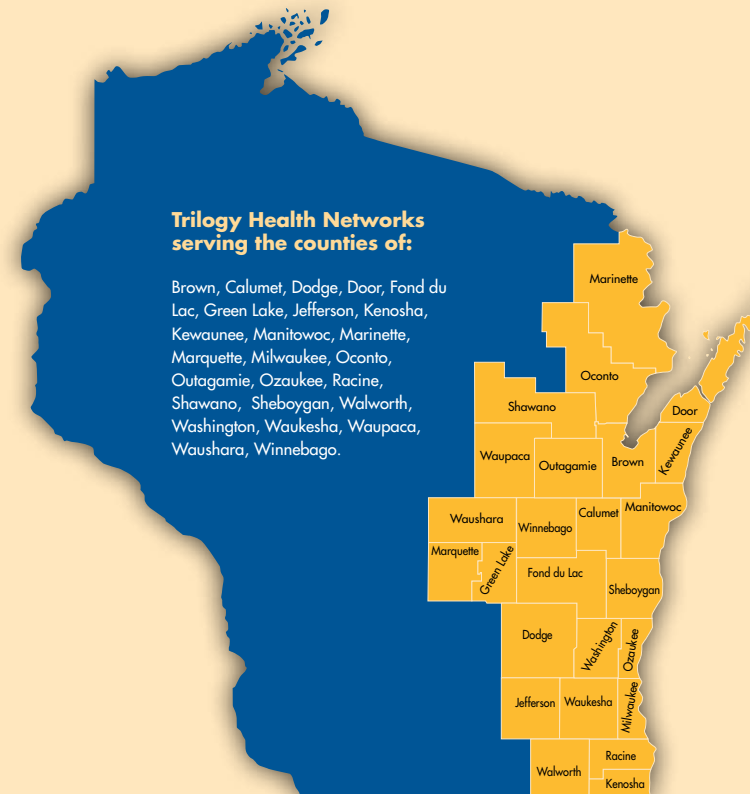 Trilogy Health Networks
serving the counties of:
Brown, Calumet, Dodge, Door, Fond du
Lac, Green Lake, Jefferson, Kenosha,
Kewaunee, Manitowoc, Marinette,
Marquette, Milwaukee, Oconto,
Outagamie, Ozaukee, Racine,
Shawano, Sheboygan, Walworth,
Washington, Waukesha, Waupaca,
Waushara, Winnebago.
Marinette
Oconto
Shawano
Door
Waupaca
Outagamie
Brown
Kewaunee
Waushara
Winnebago
Calumet
Manitowoc
Marquette
Green Lake
Fond du Lac
Sheboygan
Dodge
Washington
Ozaukee
Jefferson
Waukesha
Milwaukee
Walworth
Racine
Kenosha